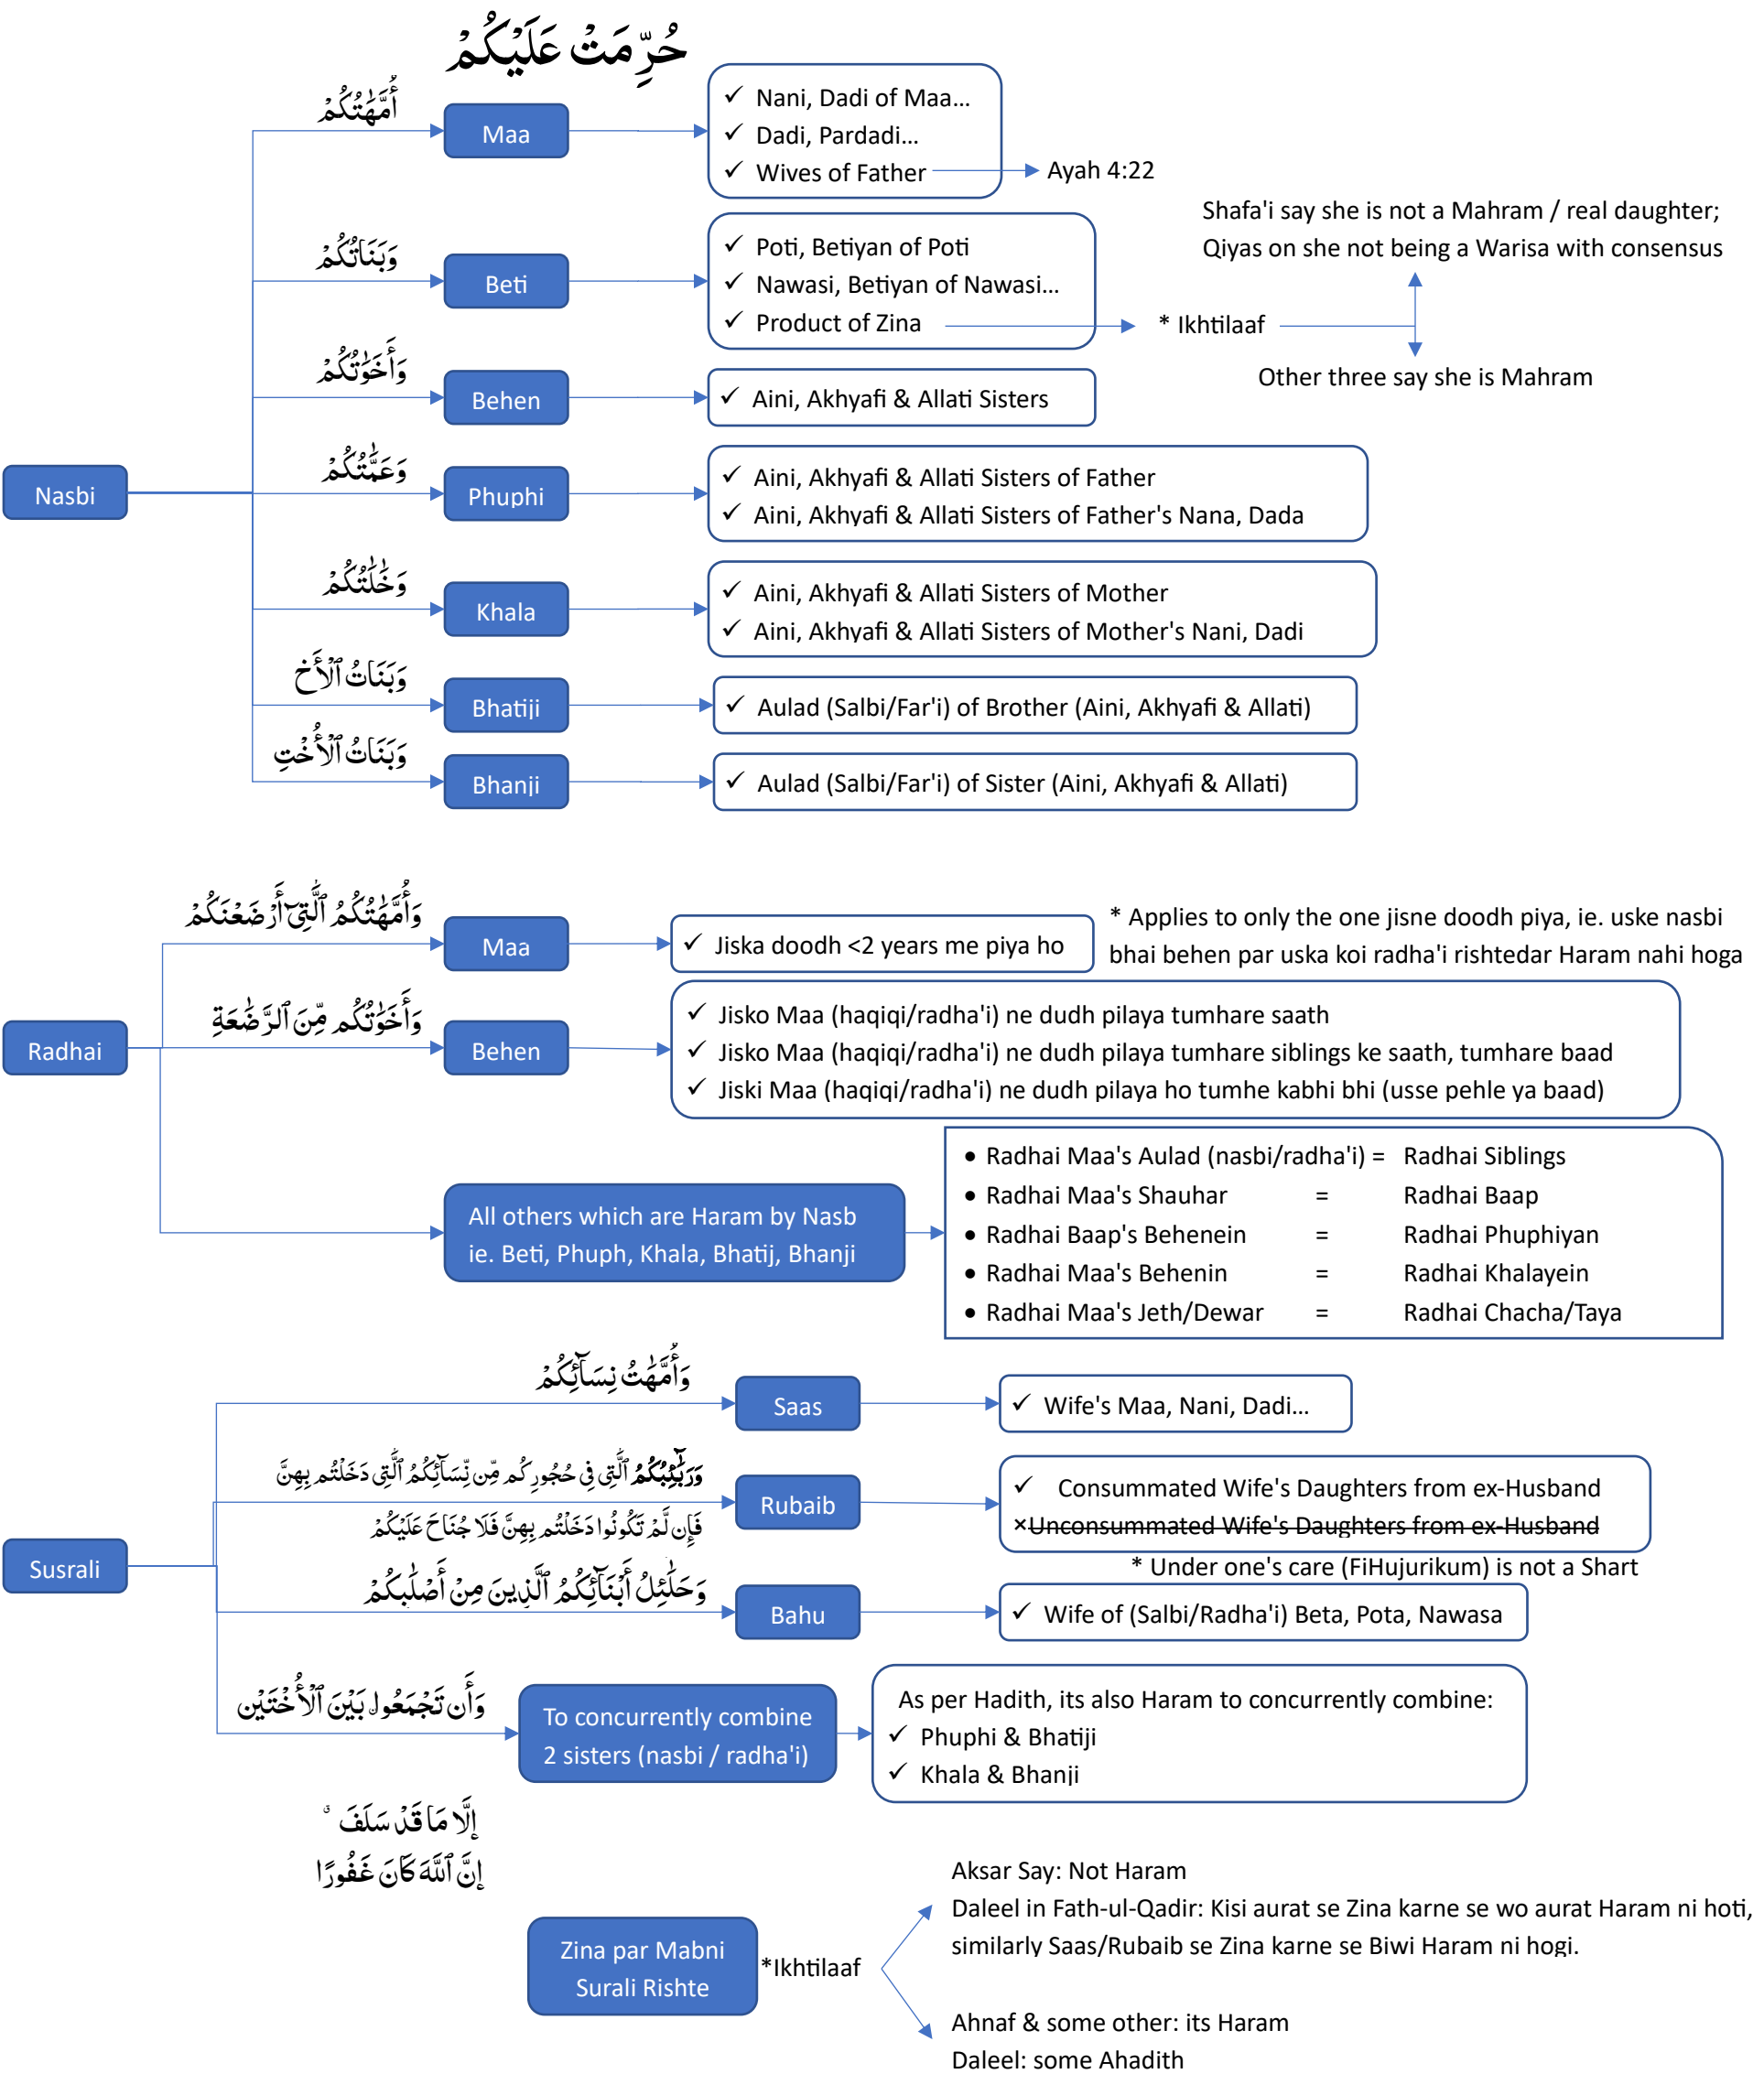 حُرِّمَتْ عَلَيْكُمْ
أُمَّهَٰتُكُمْ
Maa
✓ Nani, Dadi of Maa...
✓ Dadi, Pardadi...
✓ Wives of Father
Ayah 4:22
وَبَنَاتُكُمْ
Beti
✓ Poti, Betiyan of Poti
✓ Nawasi, Betiyan of Nawasi...
✓ Product of Zina
* Ikhtilaaf
Shafa'i say she is not a Mahram / real daughter;
Qiyas on she not being a Warisa with consensus
Other three say she is Mahram
وَأَخَوَٰتُكُمْ
Behen
✓ Aini, Akhyafi & Allati Sisters
Nasbi
وَعَمَّٰتُكُمْ
Phuphi
✓ Aini, Akhyafi & Allati Sisters of Father
✓ Aini, Akhyafi & Allati Sisters of Father's Nana, Dada
وَخَٰلَٰتُكُمْ
Khala
✓ Aini, Akhyafi & Allati Sisters of Mother
✓ Aini, Akhyafi & Allati Sisters of Mother's Nani, Dadi
وَبَنَاتُ ٱلْأَخِ
Bhatiji
✓ Aulad (Salbi/Far'i) of Brother (Aini, Akhyafi & Allati)
وَبَنَاتُ ٱلْأُخْتِ
Bhanji
✓ Aulad (Salbi/Far'i) of Sister (Aini, Akhyafi & Allati)
وَأُمَّهَٰتُكُمُ ٱلَّٰتِىٓ أَرْضَعْنَكُمْ
Maa
✓ Jiska doodh <2 years me piya ho
* Applies to only the one jisne doodh piya, ie. uske nasbi
bhai behen par uska koi radha'i rishtedar Haram nahi hoga
وَأَخَوَٰتُكُم مِّنَ ٱلرَّضَٰعَةِ
Radhai
Behen
✓ Jisko Maa (haqiqi/radha'i) ne dudh pilaya tumhare saath
✓ Jisko Maa (haqiqi/radha'i) ne dudh pilaya tumhare siblings ke saath, tumhare baad
✓ Jiski Maa (haqiqi/radha'i) ne dudh pilaya ho tumhe kabhi bhi (usse pehle ya baad)
All others which are Haram by Nasb
ie. Beti, Phuph, Khala, Bhatij, Bhanji
• Radhai Maa's Aulad (nasbi/radha'i) = Radhai Siblings
• Radhai Maa's Shauhar = Radhai Baap
• Radhai Baap's Behenein = Radhai Phuphiyan
• Radhai Maa's Behenin = Radhai Khalayein
• Radhai Maa's Jeth/Dewar = Radhai Chacha/Taya
وَأُمَّهَٰتُ نِسَآئِكُمْ
Saas
✓ Wife's Maa, Nani, Dadi...
وَرَبَٰٓئِبُكُمُ ٱلَّٰتِى فِى حُجُورِكُم مِّن نِّسَآئِكُمُ ٱلَّٰتِى دَخَلْتُم بِهِنَّ
فَإِن لَّمْ تَكُونُوا دَخَلْتُم بِهِنَّ فَلَا جُنَاحَ عَلَيْكُمْ
Rubaib
✓ Consummated Wife's Daughters from ex-Husband
×Unconsummated Wife's Daughters from ex-Husband
* Under one's care (FiHujurikum) is not a Shart
Susrali
وَحَلَٰٓئِلُ أَبْنَآئِكُمُ ٱلَّذِينَ مِنْ أَصْلَٰبِكُمْ
Bahu
✓ Wife of (Salbi/Radha'i) Beta, Pota, Nawasa
وَأَن تَجْمَعُوا۟ بَيْنَ ٱلْأُخْتَيْنِ
To concurrently combine
2 sisters (nasbi / radha'i)
As per Hadith, its also Haram to concurrently combine:
✓ Phuphi & Bhatiji
✓ Khala & Bhanji
إِلَّا مَا قَدْ سَلَفَ ۗ
إِنَّ ٱللَّهَ كَانَ غَفُورًا
Zina par Mabni
Surali Rishte
*Ikhtilaaf
Aksar Say: Not Haram
Daleel in Fath-ul-Qadir: Kisi aurat se Zina karne se wo aurat Haram ni hoti,
similarly Saas/Rubaib se Zina karne se Biwi Haram ni hogi.
Ahnaf & some other: its Haram
Daleel: some Ahadith